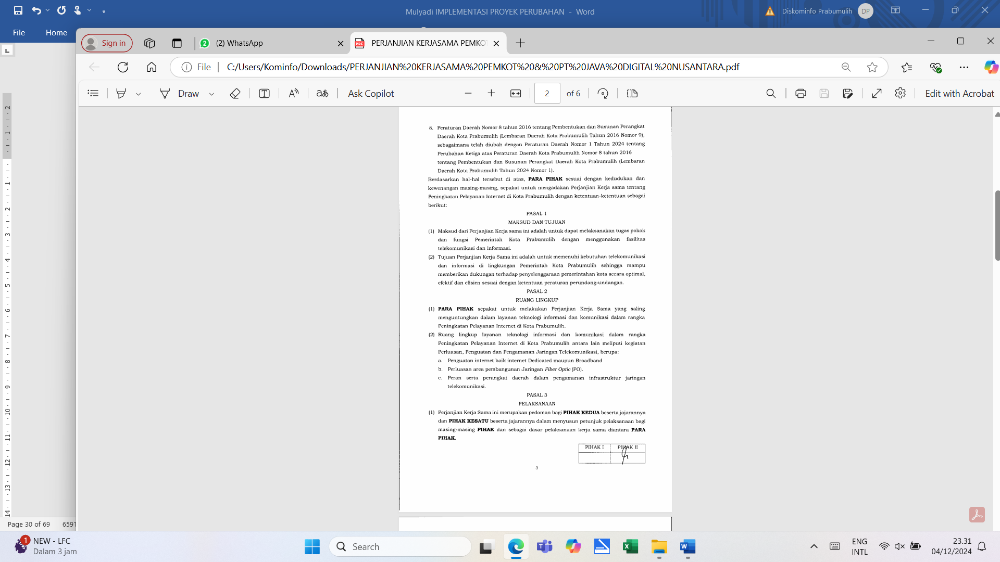 Mulyadi IMPLEMENTASI PROYEK PERUBAHAN - Word
Diskominfo Prabumulih
DP
File
Home
Sign in
(2) WhatsApp
PERJANJIAN KERJASAMA PEMKOT
File
C:/Users/Kominfo/Downloads/PERJANJIAN%20KERJASAMA%20PEMKOT%20&%20PT%20JAVA%20DIGITAL%20NUSANTARA.pdf
Draw
Ask Copilot
2 of 6
Edit with Acrobat
8. Peraturan Daerah Nomor 8 tahun 2016 tentang Pembentukan dan Susunan Perangkat
Daerah Kota Prabumulih (Lembaran Daerah Kota Prabumulih Tahun 2016 Nomor 9),
sebagaimana telah diubah dengan Peraturan Daerah Nomor 1 Tahun 2024 tentang
Perubahan Ketiga atas Peraturan Daerah Kota Prabumulih Nomor 8 tahun 2016
tentang Pembentukan dan Susunan Perangkat Daerah Kota Prabumulih (Lembaran
Daerah Kota Prabumulih Tahun 2024 Nomor 1).
Berdasarkan hal-hal tersebut di atas, PARA PIHAK sesuai dengan kedudukan dan
kewenangan masing-masing, sepakat untuk mengadakan Perjanjian Kerja sama tentang
Peningkatan Pelayanan Internet di Kota Prabumulih dengan ketentuan-ketentuan sebagai
berikut:
PASAL 1
MAKSUD DAN TUJUAN
(1) Maksud dari Perjanjian Kerja sama ini adalah untuk dapat melaksanakan tugas pokok
dan fungsi Pemerintah Kota Prabumulih dengan menggunakan fasilitas
telekomunikasi dan informasi.
(2) Tujuan Perjanjian Kerja Sama ini adalah untuk memenuhi kebutuhan telekomunikasi
dan informasi di lingkungan Pemerintah Kota Prabumulih sehingga mampu
memberikan dukungan terhadap penyelenggaraan pemerintahan kota secara optimal,
efektif dan efisien sesuai dengan ketentuan peraturan perundang-undangan.
PASAL 2
RUANG LINGKUP
(1) PARA PIHAK sepakat untuk melakukan Perjanjian Kerja Sama yang saling
menguntungkan dalam layanan teknologi informasi dan komunikasi dalam rangka
Peningkatan Pelayanan Internet di Kota Prabumulih.
(2) Ruang lingkup layanan teknologi informasi dan komunikasi dalam rangka
Peningkatan Pelayanan Internet di Kota Prabumulih antara lain meliputi kegiatan
Perluasan, Penguatan dan Pengamanan Jaringan Telekomunikasi, berupa:
a. Penguatan internet baik internet Dedicated maupun Broadband
b. Perluasan area pembangunan Jaringan Fiber Optic (FO).
c. Peran serta perangkat daerah dalam pengamanan infrastruktur jaringan
telekomunikasi.
PASAL 3
PELAKSANAAN
(1) Perjanjian Kerja Sama ini merupakan pedoman bagi PIHAK KEDUA beserta jajarannya
dan PIHAK KESATU beserta jajarannya dalam menyusun petunjuk pelaksanaan bagi
masing-masing PIHAK dan sebagai dasar pelaksanaan kerja sama diantara PARA
PIHAK.
PIHAK I PIHAK II
3
Page 30 of 69 6591
1
NEW - LFC
Dalam 3 jam
Search
ENG
INTL
23.31
04/12/2024